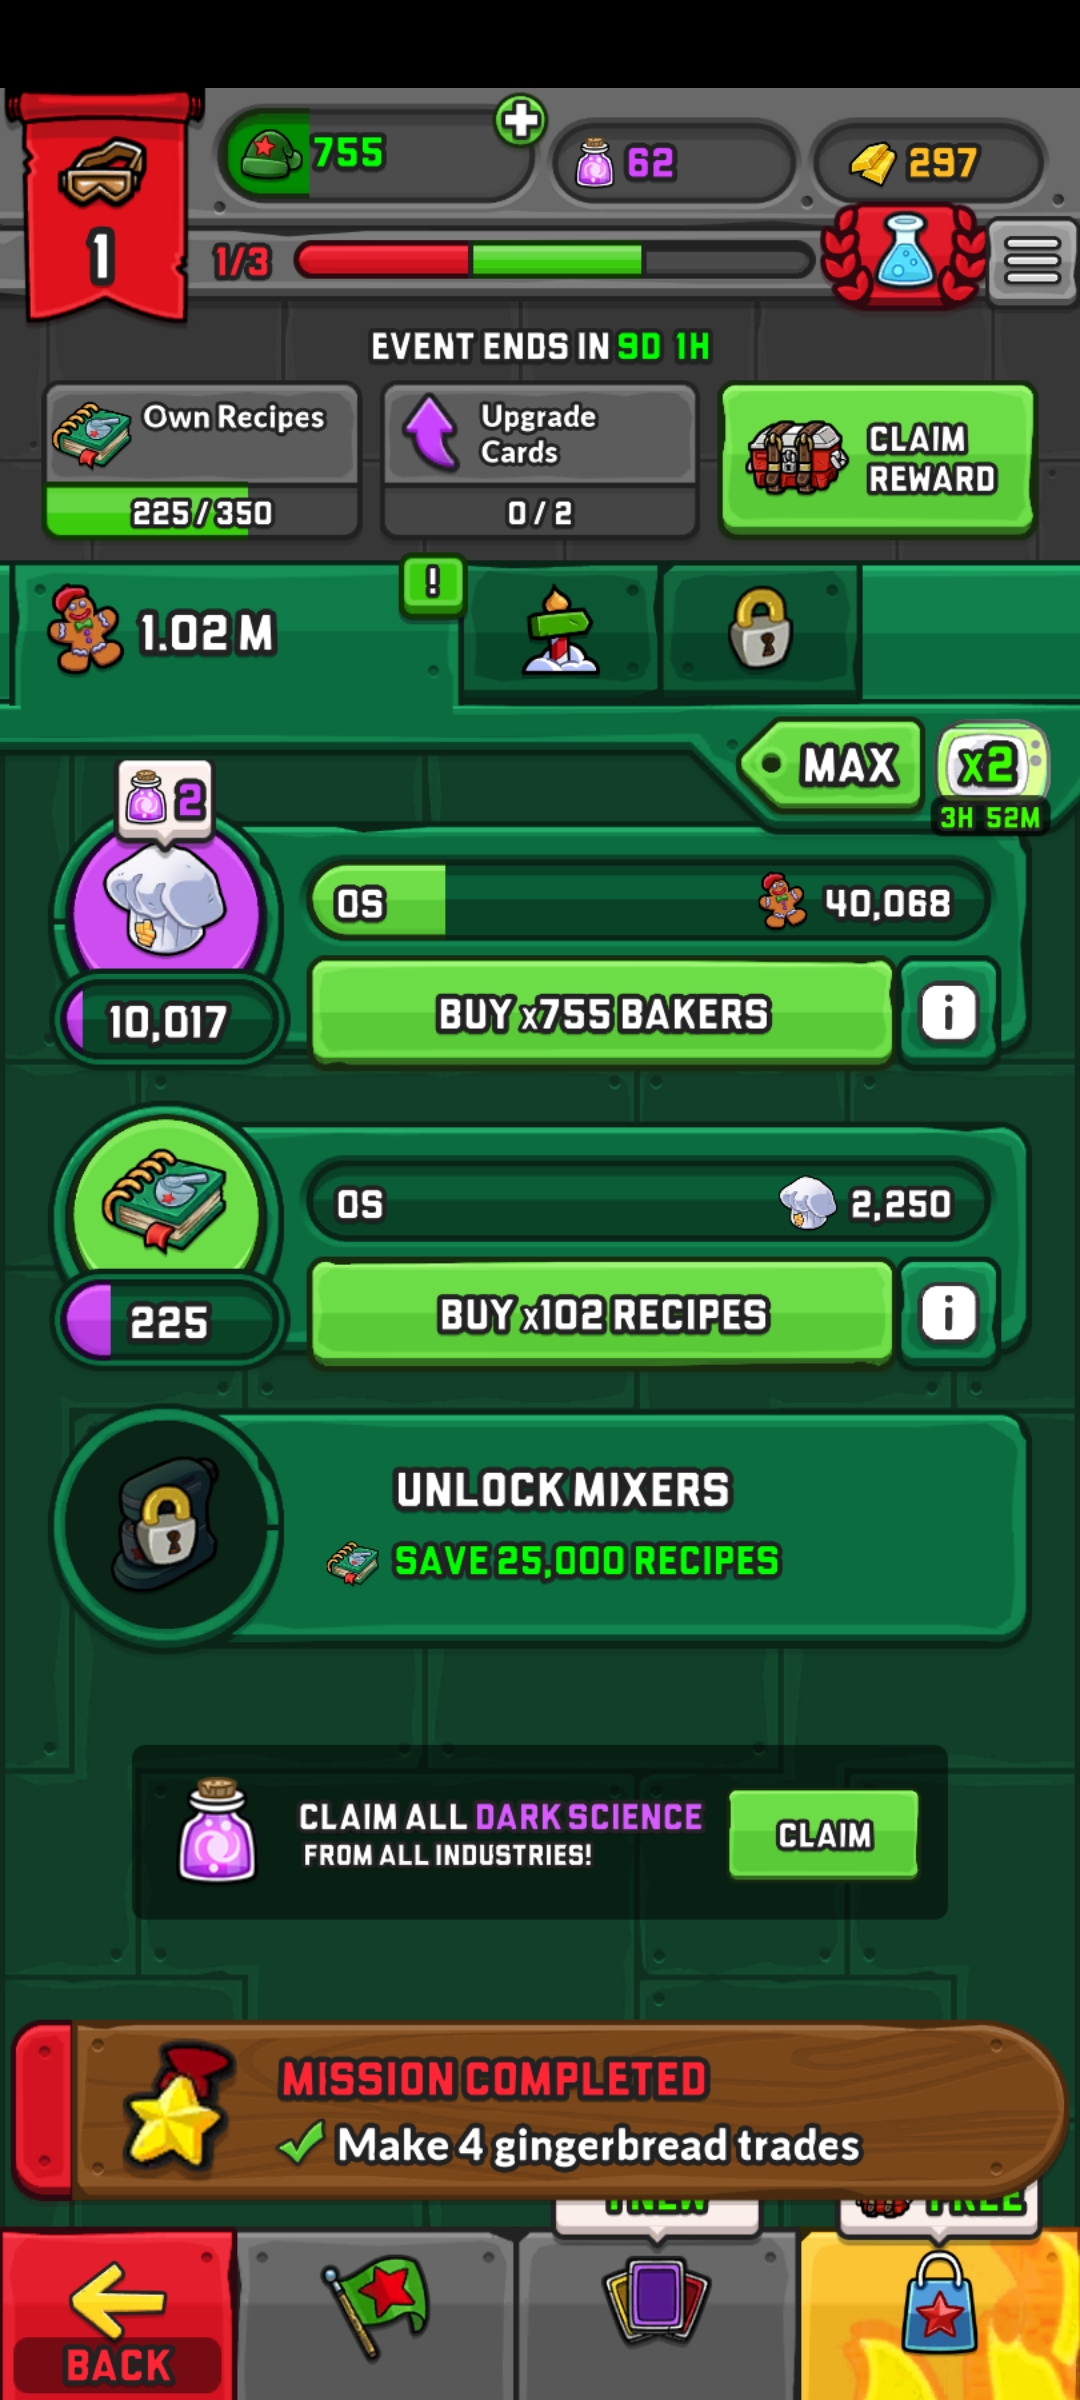 755
62
297
1
1/3
EVENT ENDS IN 9D 1H
Own Recipes
225/350
Upgrade
Cards
0/2
CLAIM
REWARD
1.02 M
!
MAX
x2
3H 52M
2
0S
40,068
10,017
BUY x755 BAKERS
i
0S
2,250
225
BUY x102 RECIPES
i
UNLOCK MIXERS
SAVE 25,000 RECIPES
CLAIM ALL DARK SCIENCE
FROM ALL INDUSTRIES!
CLAIM
MISSION COMPLETED
Make 4 gingerbread trades
1 NEW
FREE
BACK